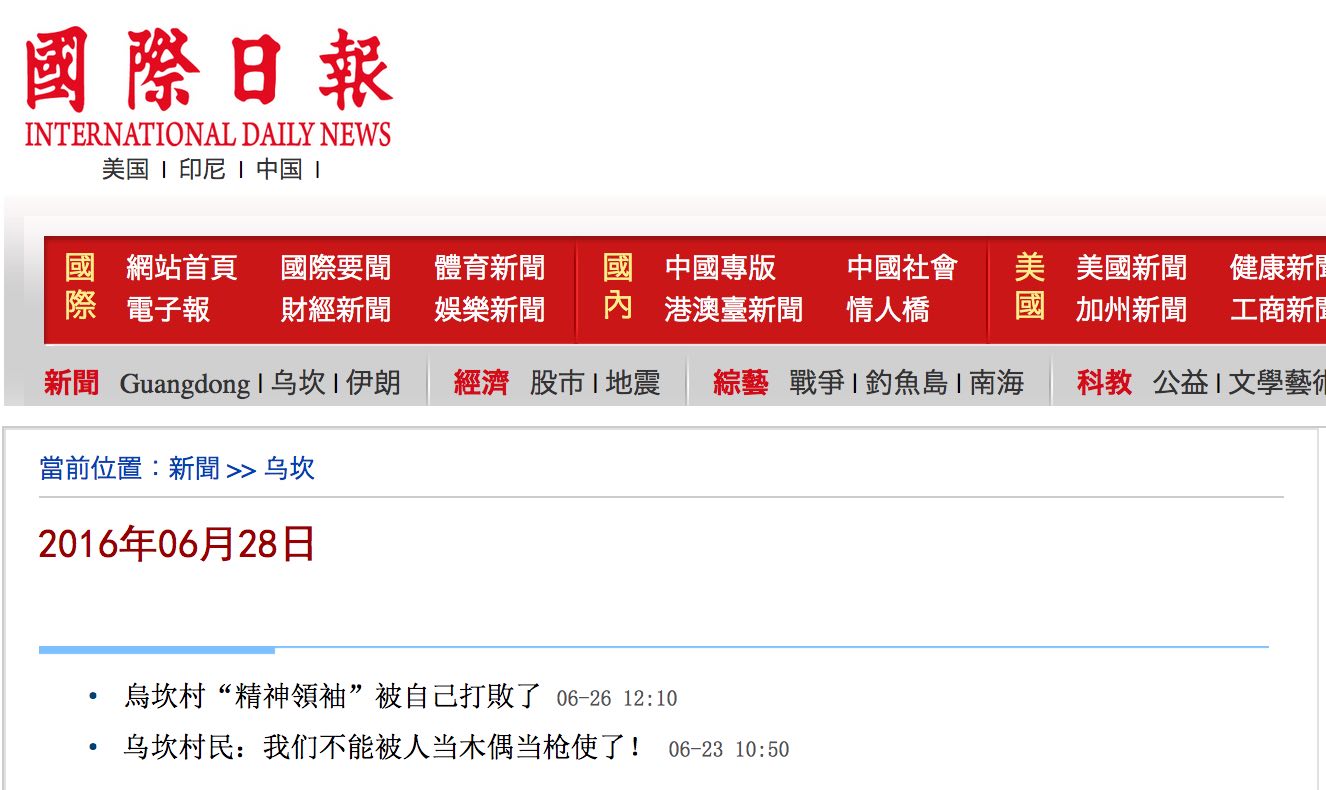 國際日報
INTERNATIONAL DAILY NEWS
美国 | 印尼 | 中国 |
國際 網站首頁 國際要聞 體育新聞 國內 中國專版 中國社會 美國 美國新聞 健康新聞
電子報 財經新聞 娛樂新聞 港澳臺新聞 情人橋 加州新聞 工商新聞
新聞 Guangdong | 乌坎 | 伊朗 經濟 股市 | 地震 綜藝 戰爭 | 釣魚島 | 南海 科教 公益 | 文學藝術
當前位置：新聞 >> 乌坎
2016年06月28日
• 烏坎村“精神領袖”被自己打敗了 06-26 12:10
• 乌坎村民：我们不能被人当木偶当枪使了！ 06-23 10:50